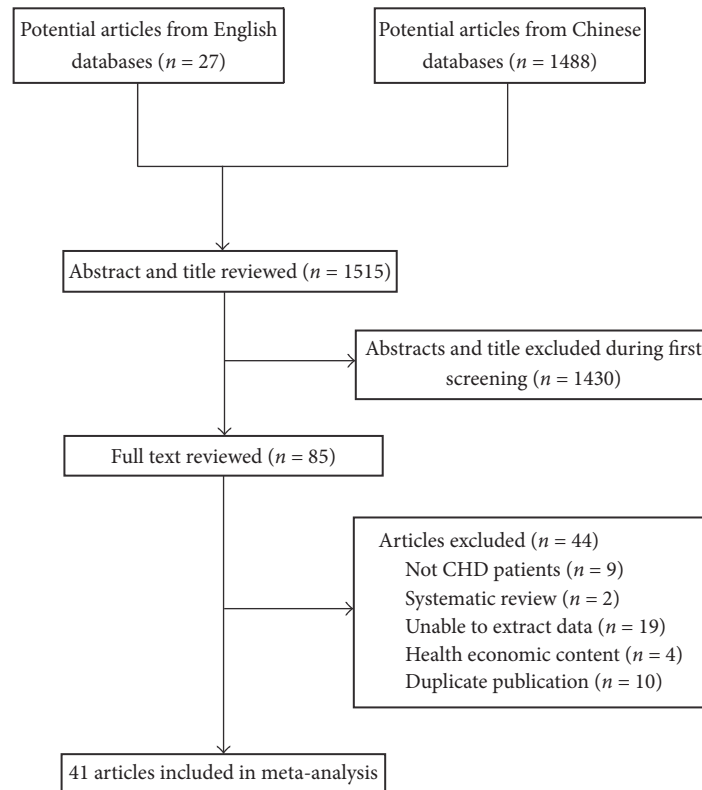 Potential articles from English
databases (n = 27)
Potential articles from Chinese
databases (n = 1488)
Abstract and title reviewed (n = 1515)
Abstracts and title excluded during first
screening (n = 1430)
Full text reviewed (n = 85)
Articles excluded (n = 44)
Not CHD patients (n = 9)
Systematic review (n = 2)
Unable to extract data (n = 19)
Health economic content (n = 4)
Duplicate publication (n = 10)
41 articles included in meta-analysis